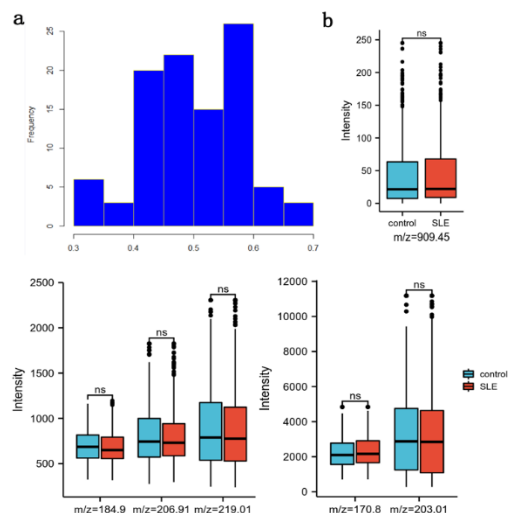 a
Frequency
0 5 15 25
0.3 0.4 0.5 0.6 0.7
b
Intensity
250
200
150
100
50
0
ns
control SLE
m/z=909.45
Intensity
2500
2000
1500
1000
500
ns
ns
ns
m/z=184.9 m/z=206.91 m/z=219.01
Intensity
12000
10000
8000
6000
4000
2000
0
ns
ns
m/z=170.8 m/z=203.01
control
SLE